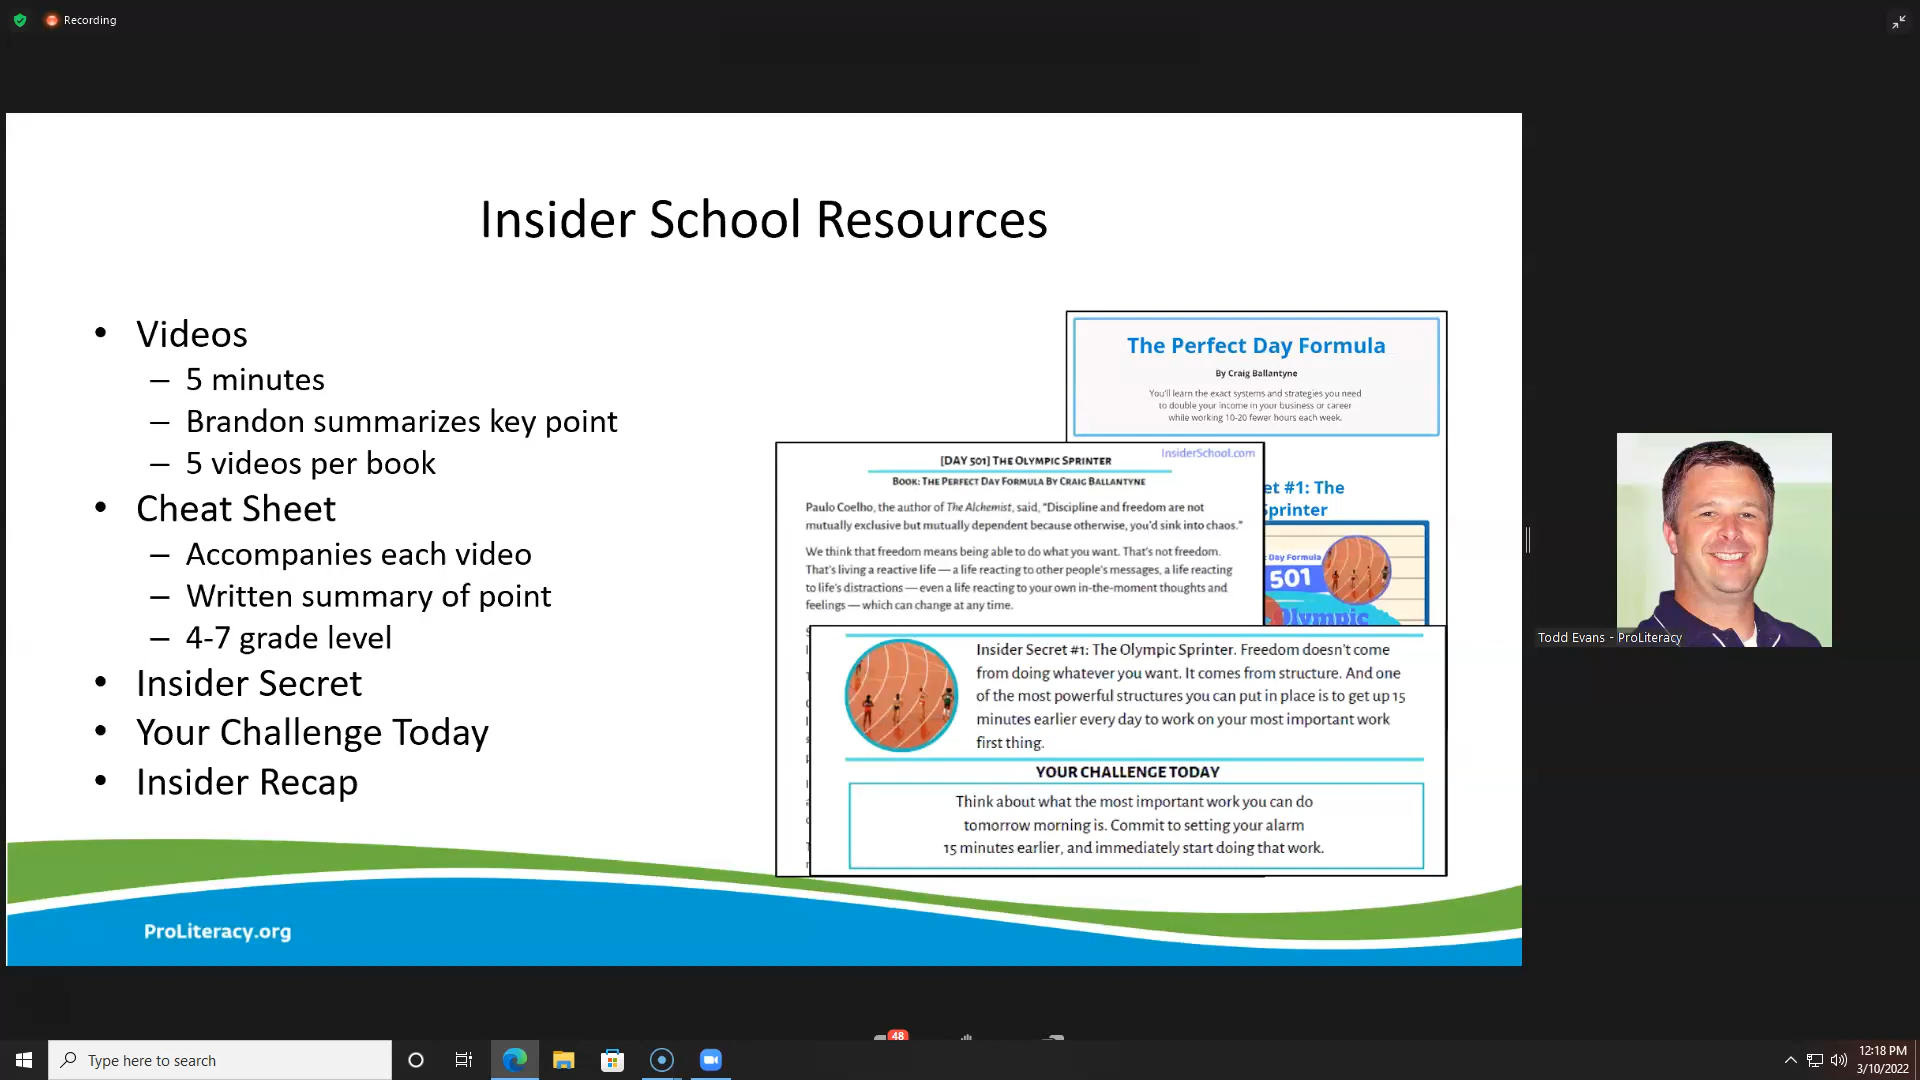 Recording
Insider School Resources
• Videos
– 5 minutes
– Brandon summarizes key point
– 5 videos per book
• Cheat Sheet
– Accompanies each video
– Written summary of point
– 4-7 grade level
• Insider Secret
• Your Challenge Today
• Insider Recap
The Perfect Day Formula
By Craig Ballantyne
You'll learn the exact systems and strategies you need
to double your income in your business or career
while working 10-20 fewer hours each week.
et #1: The
Sprinter
Day Formula
501
Olympic
InsiderSchool.com
[DAY 501] THE OLYMPIC SPRINTER
BOOK: THE PERFECT DAY FORMULA BY CRAIG BALLANTYNE
Paulo Coelho, the author of The Alchemist, said, "Discipline and freedom are not
mutually exclusive but mutually dependent because otherwise, you'd sink into chaos."
We think that freedom means being able to do what you want. That's not freedom.
That's living a reactive life — a life reacting to other people's messages, a life reacting
to life's distractions — even a life reacting to your own in-the-moment thoughts and
feelings — which can change at any time.
Insider Secret #1: The Olympic Sprinter. Freedom doesn't come
from doing whatever you want. It comes from structure. And one
of the most powerful structures you can put in place is to get up 15
minutes earlier every day to work on your most important work
first thing.
YOUR CHALLENGE TODAY
Think about what the most important work you can do
tomorrow morning is. Commit to setting your alarm
15 minutes earlier, and immediately start doing that work.
ProLiteracy.org
Todd Evans - ProLiteracy
48
Type here to search
12:18 PM
3/10/2022